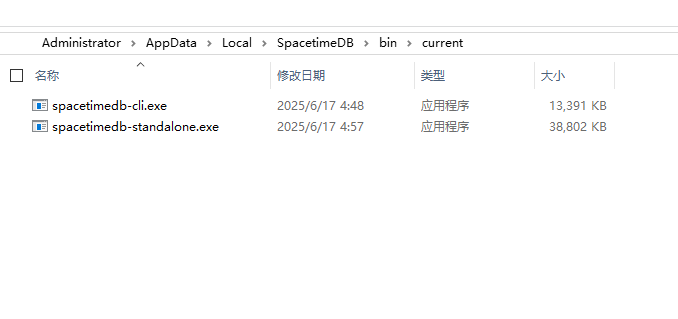 Administrator > AppData > Local > SpacetimeDB > bin > current
名称 修改日期 类型 大小
spacetimedb-cli.exe 2025/6/17 4:48 应用程序 13,391 KB
spacetimedb-standalone.exe 2025/6/17 4:57 应用程序 38,802 KB